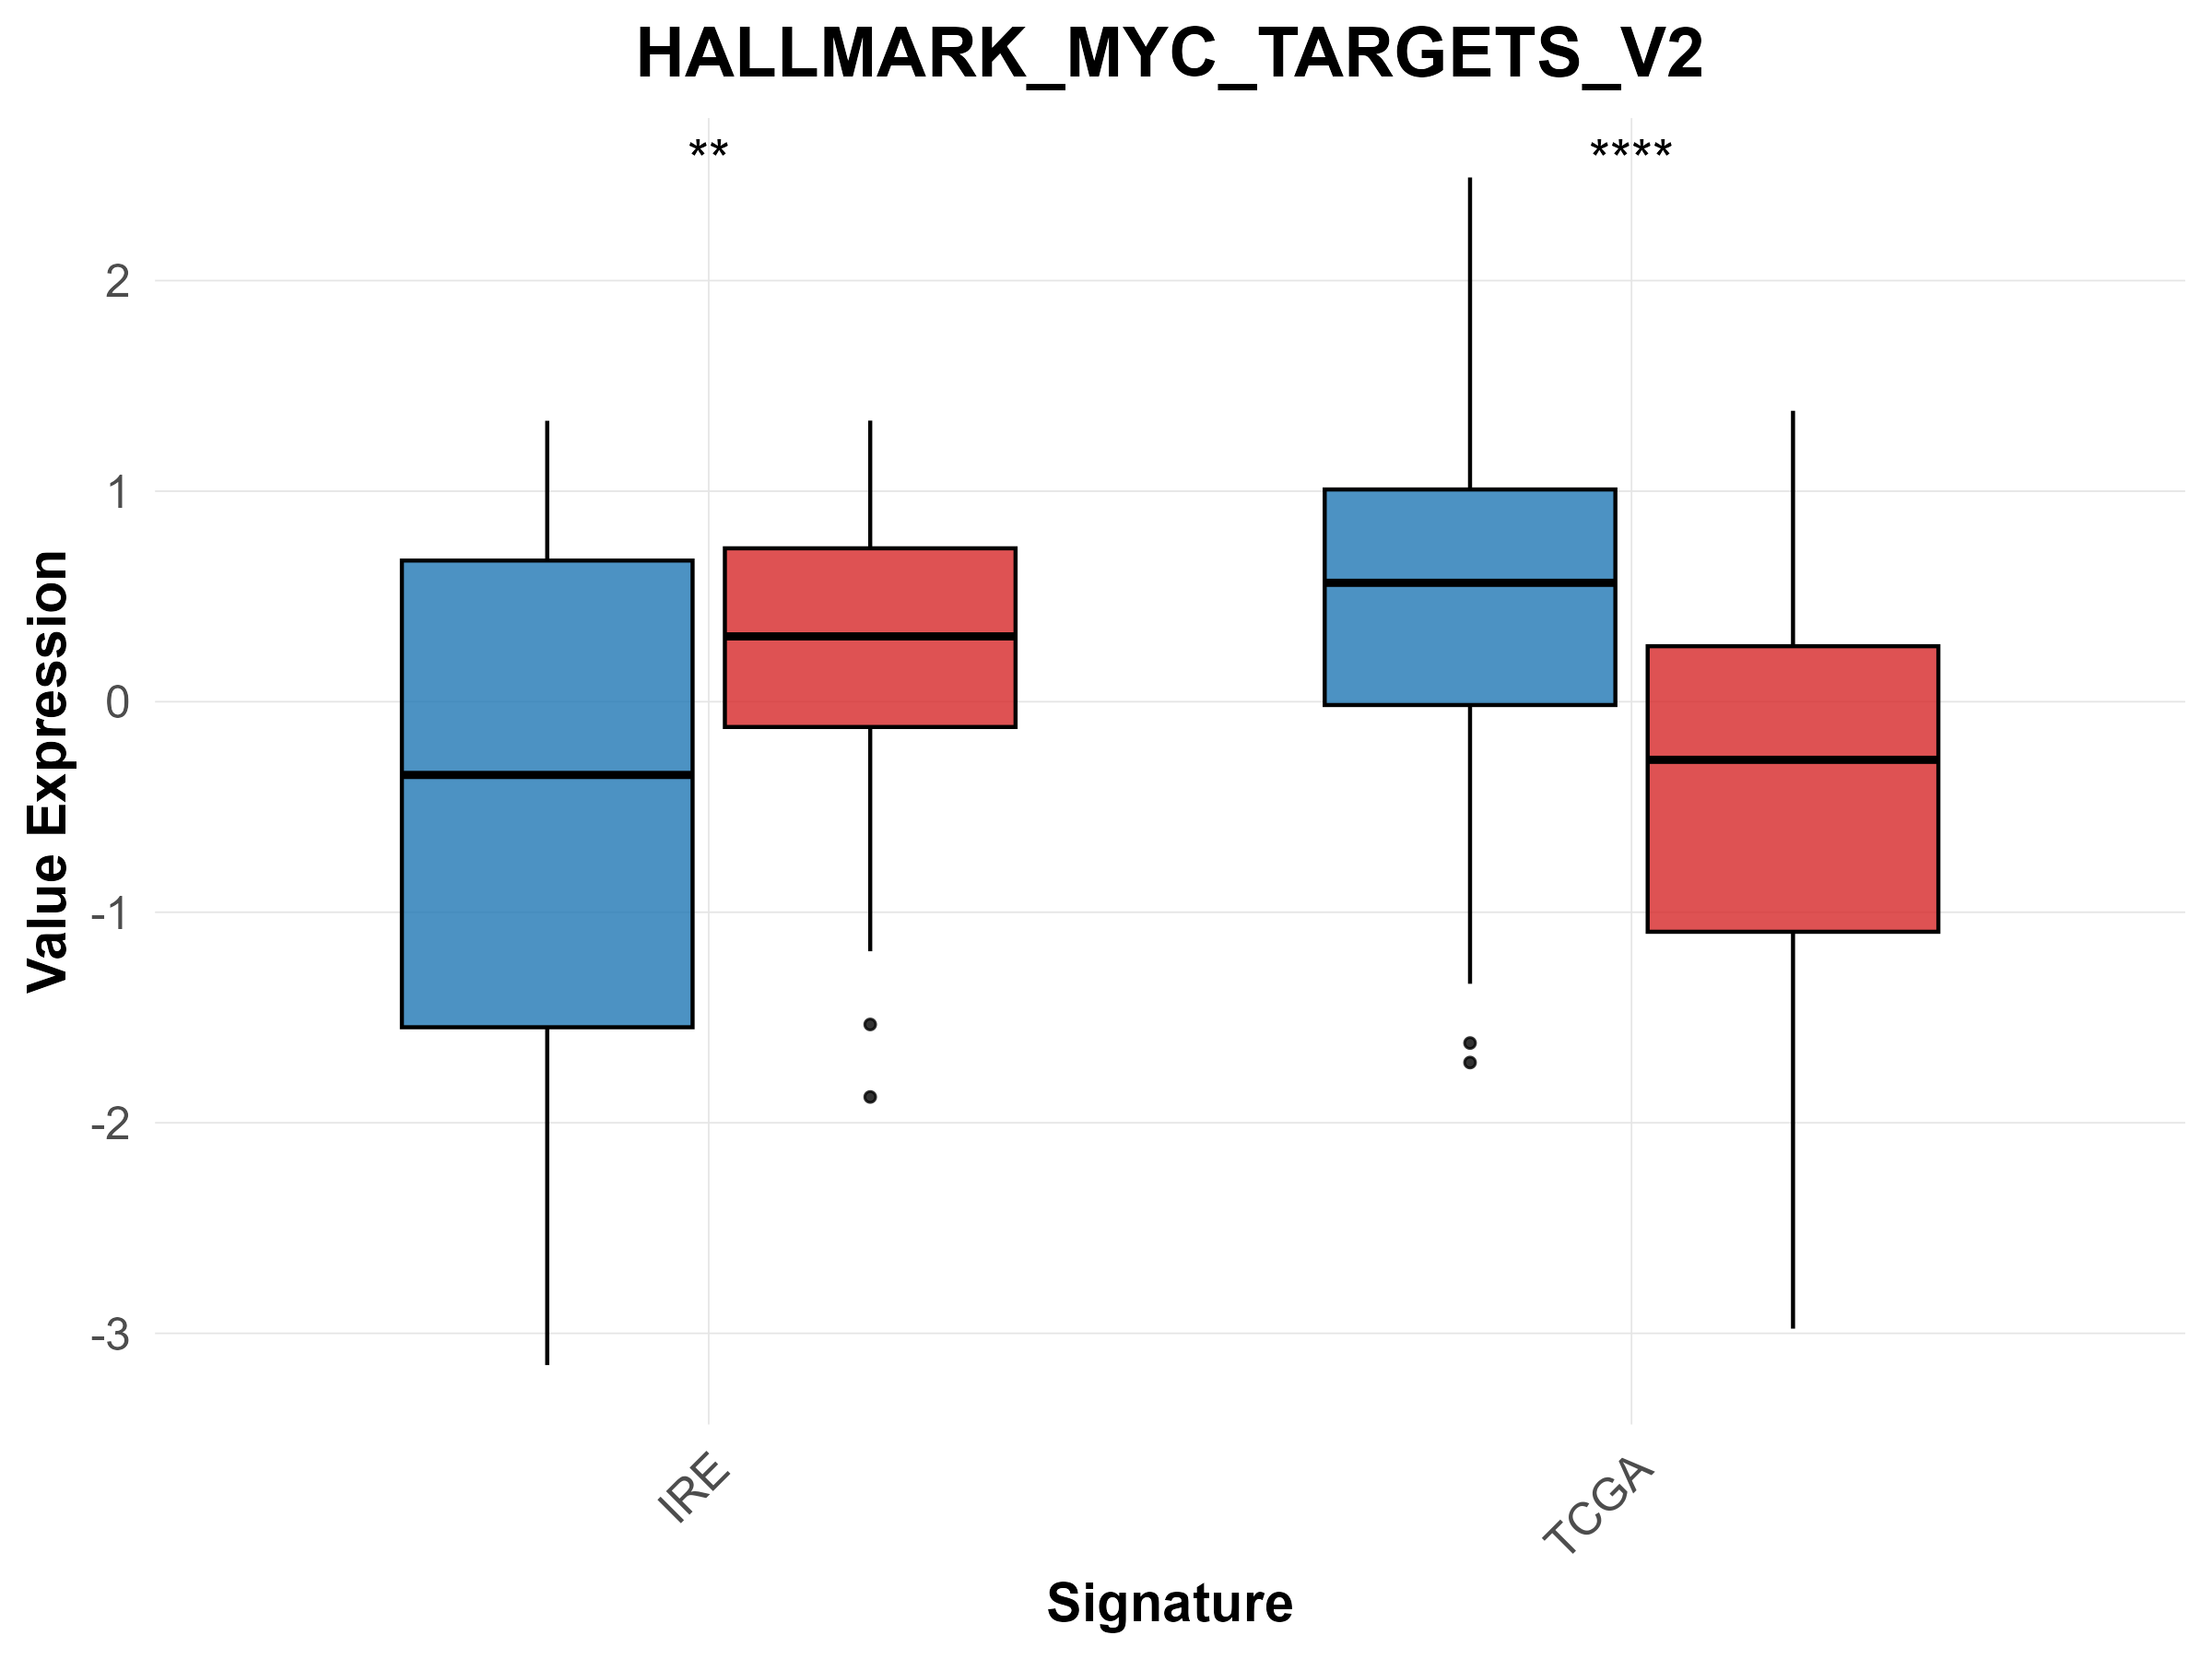 HALLMARK_MYC_TARGETS_V2
** ****
2
1
0
-1
-2
-3
Value Expression
IRE TCGA
Signature